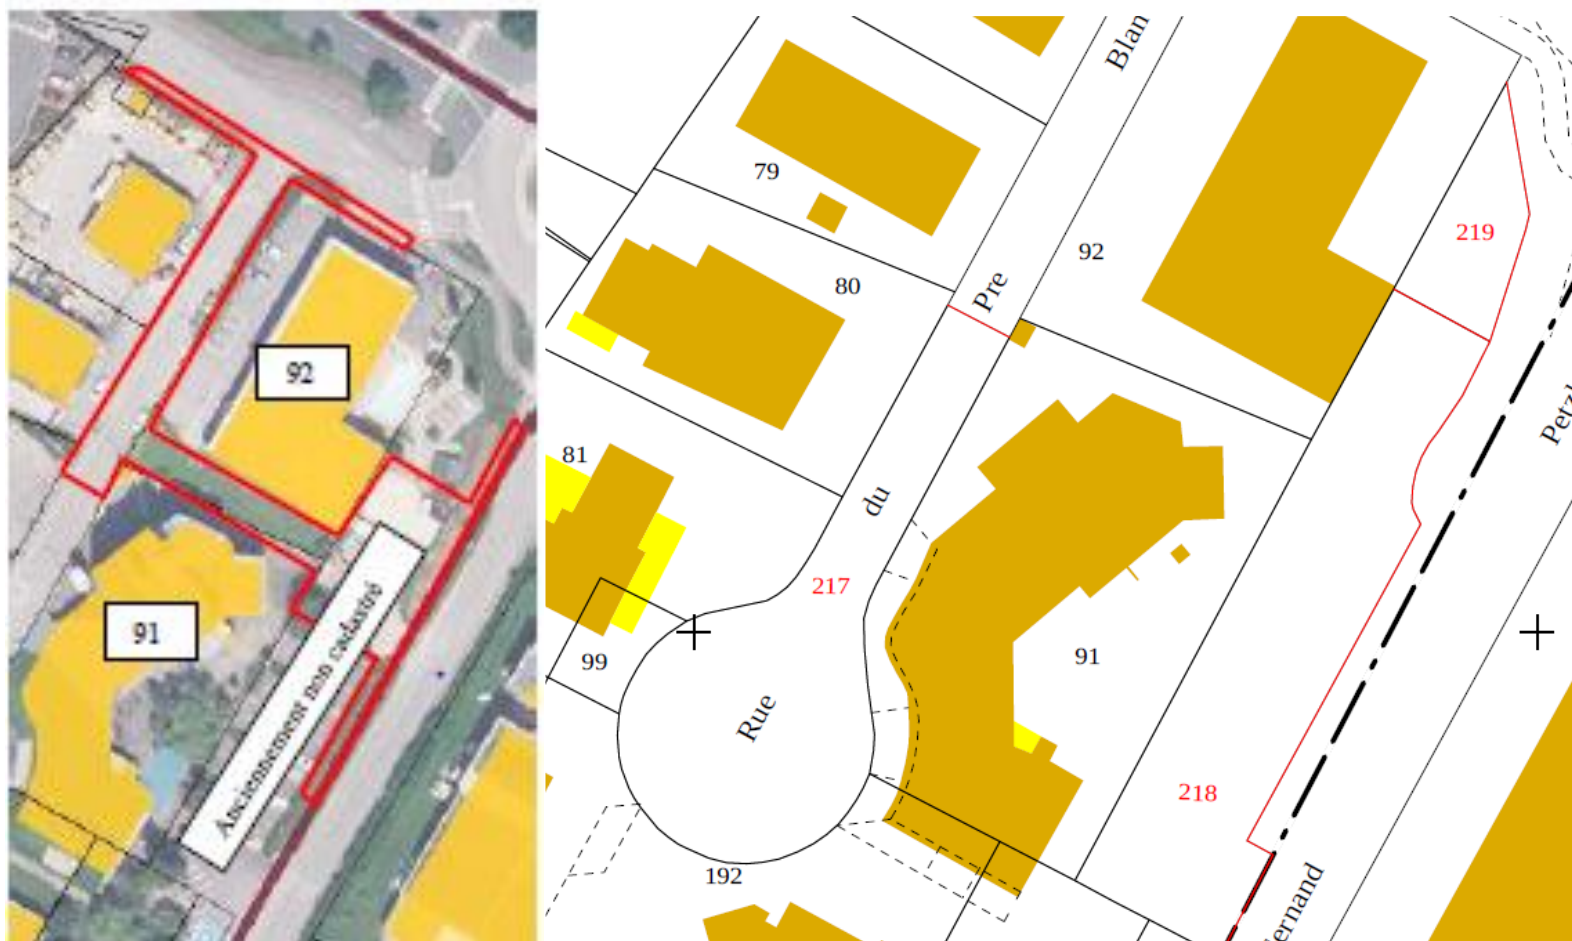 92
91
Anciennement non cadastré
Blan
79
219
92
80
Pre
Petzl
81
du
217
99
91
Rue
218
192
Fernand